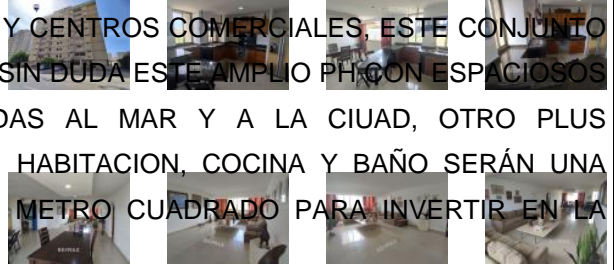 Y CENTROS COMERCIALES, ESTE CONJUNTO
SIN DUDA ESTE AMPLIO PH CON ESPACIOSOS
DAS AL MAR Y A LA CIUAD, OTRO PLUS
HABITACION, COCINA Y BAÑO SERÁN UNA
METRO CUADRADO PARA INVERTIR EN LA